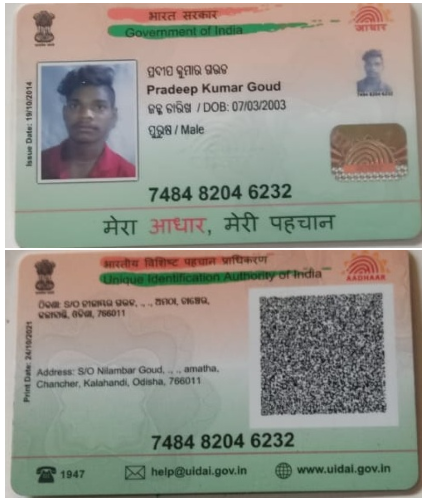 भारत सरकार
Government of India
आधार
Issue Date: 19/10/2014
ପ୍ରଦୀପ କୁମାର ଗଉଡ
Pradeep Kumar Goud
ଜନ୍ମ ତାରିଖ / DOB: 07/03/2003
ପୁରୁଷ / Male
7484 8204 6232
मेरा आधार, मेरी पहचान
भारतीय विशिष्ट पहचान प्राधिकरण
Unique Identification Authority of India
AADHAAR
Print Date: 24/10/2021
ଠିକଣା: S/O ନୀଳାମ୍ବର ଗଉଡ, ., ., ଅମଠା,
ଓଡିଶା, 766011
Address: S/O Nilambar Goud, ., ., amatha,
Chancher, Kalahandi, Odisha, 766011
7484 8204 6232
1947
help@uidai.gov.in
www.uidai.gov.in